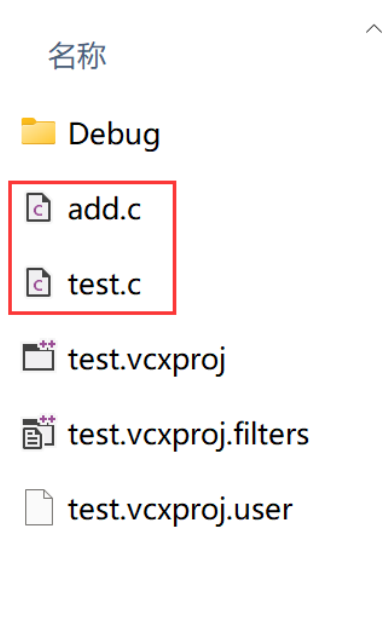 名称
Debug
add.c
test.c
test.vcxproj
test.vcxproj.filters
test.vcxproj.user